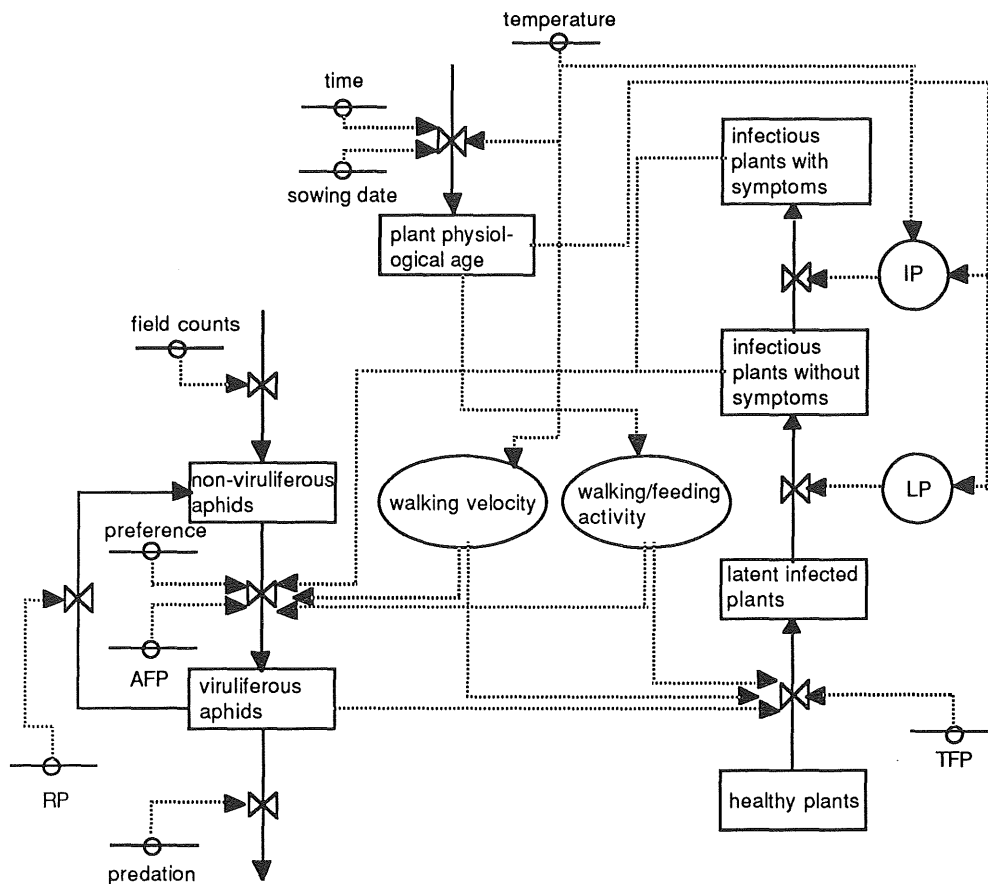 temperature
time
sowing date
plant physiol-
ogical age
infectious
plants with
symptoms
IP
field counts
infectious
plants without
symptoms
non-viruliferous
aphids
walking velocity
walking/feeding
activity
LP
preference
latent infected
plants
AFP
viruliferous
aphids
TFP
RP
healthy plants
predation